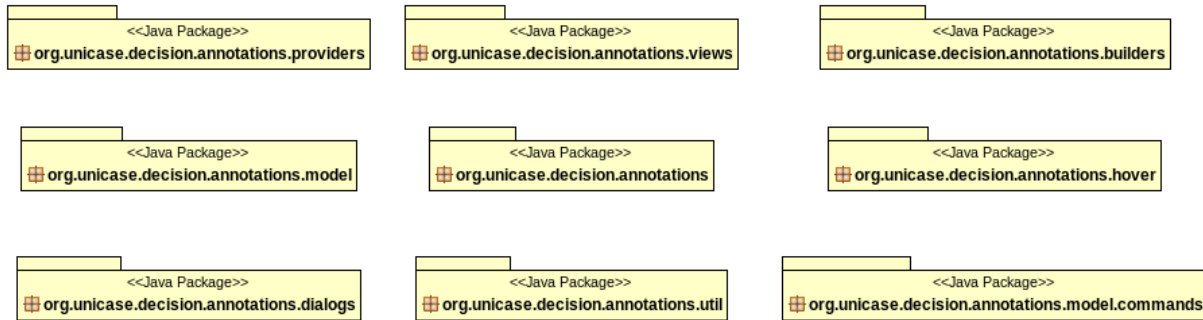 <<Java Package>>
org.unicase.decision.annotations.providers
<<Java Package>>
org.unicase.decision.annotations.views
<<Java Package>>
org.unicase.decision.annotations.builders
<<Java Package>>
org.unicase.decision.annotations.model
<<Java Package>>
org.unicase.decision.annotations
<<Java Package>>
org.unicase.decision.annotations.hover
<<Java Package>>
org.unicase.decision.annotations.dialogs
<<Java Package>>
org.unicase.decision.annotations.util
<<Java Package>>
org.unicase.decision.annotations.model.commands